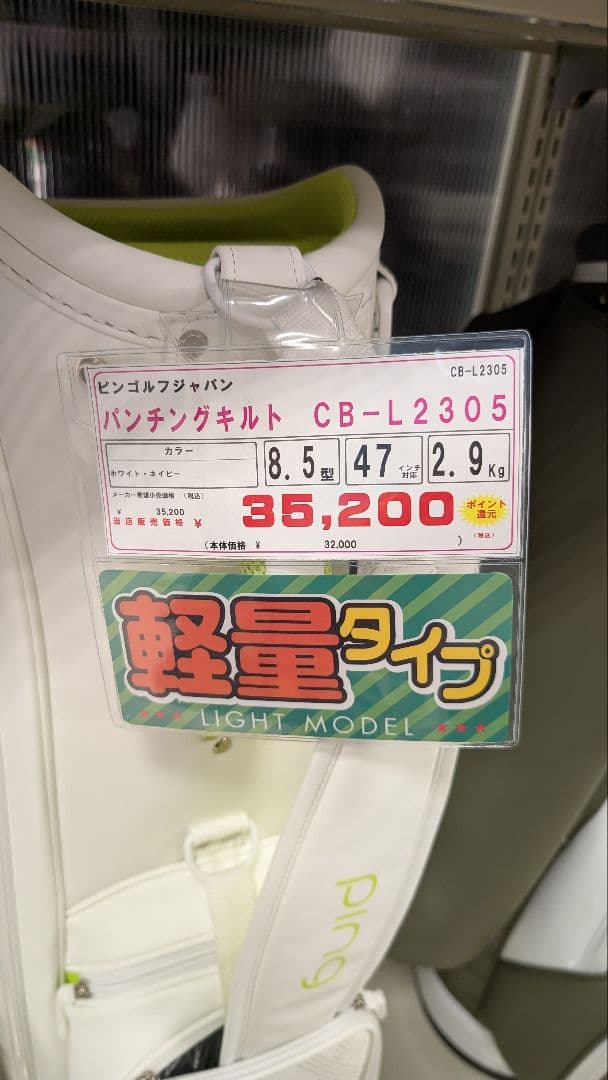 CB-L2305
ピンゴルフジャパン
パンチングキルト CB-L2305
カラー
ホワイト・ネイビー
8.5型
47インチ対応
2.9Kg
メーカー希望小売価格 (税込)
¥ 35,200
当店販売価格 ¥ 35,200
ポイント
還元
(税込)
(本体価格 ¥ 32,000 )
軽量タイプ
LIGHT MODEL
ping